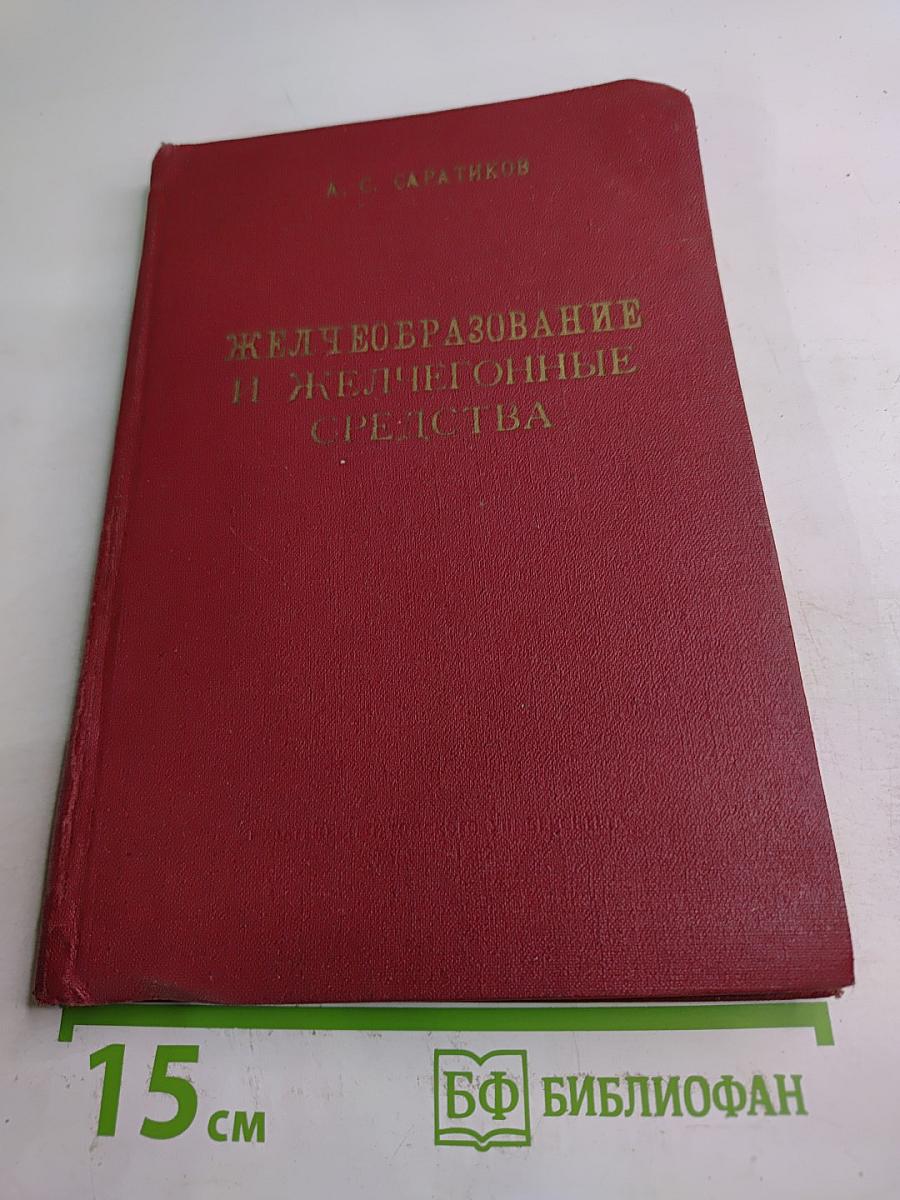 А. С. САРАТИКОВ
ЖЕЛЧЕОБРАЗОВАНИЕ
И ЖЕЛЧЕГОННЫЕ
СРЕДСТВА
15 см
БФ БИБЛИОФАН